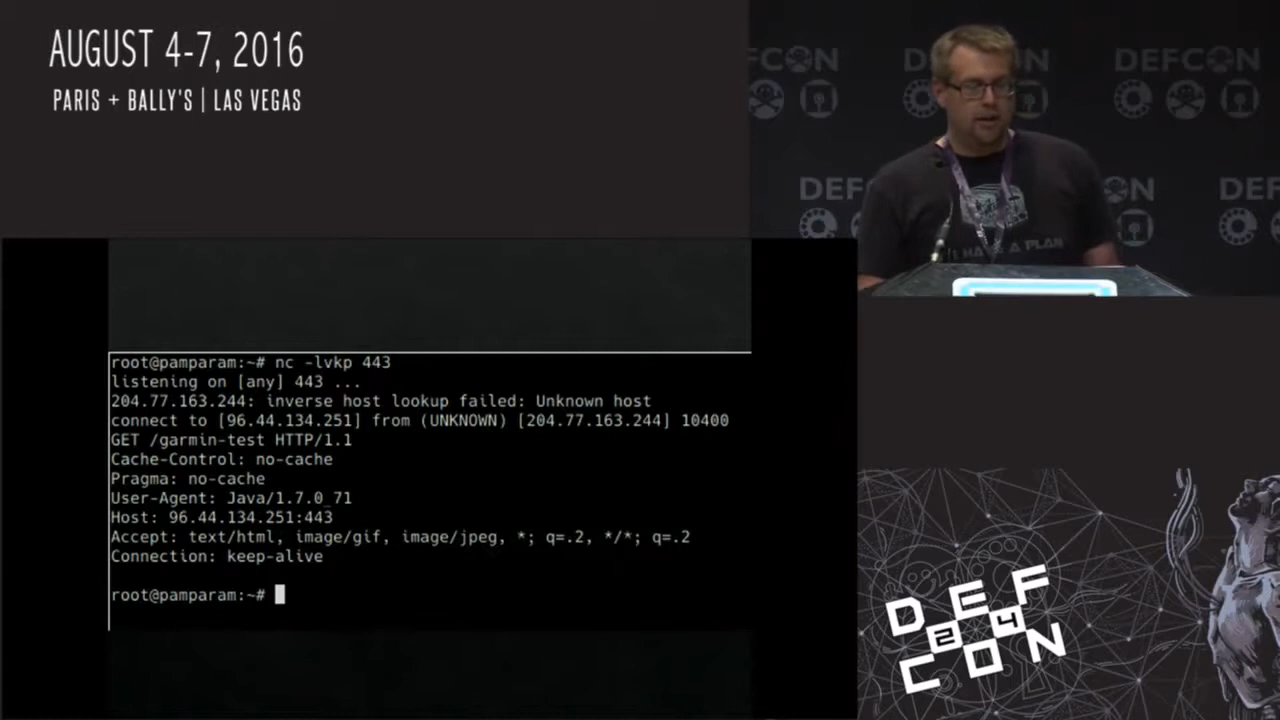 AUGUST 4-7, 2016
PARIS + BALLY'S | LAS VEGAS
DEFCON
DEFCON
DEFCON
I HAVE A PLAN
root@pamparam:~# nc -lvkp 443
listening on [any] 443 ...
204.77.163.244: inverse host lookup failed: Unknown host
connect to [96.44.134.251] from (UNKNOWN) [204.77.163.244] 10400
GET /garmin-test HTTP/1.1
Cache-Control: no-cache
Pragma: no-cache
User-Agent: Java/1.7.0_71
Host: 96.44.134.251:443
Accept: text/html, image/gif, image/jpeg, *; q=.2, */*; q=.2
Connection: keep-alive
root@pamparam:~#
DEF
24
CON